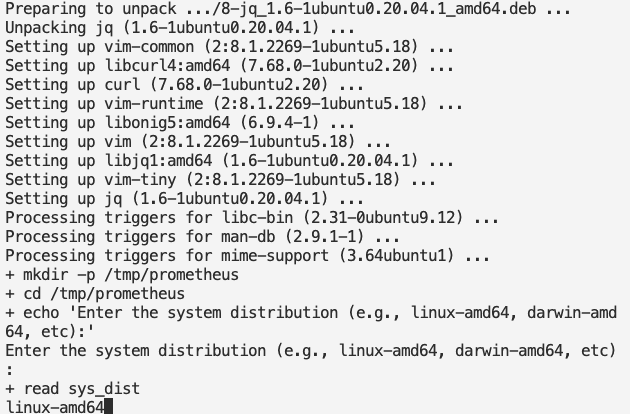 Preparing to unpack .../8-jq_1.6-1ubuntu0.20.04.1_amd64.deb ...
Unpacking jq (1.6-1ubuntu0.20.04.1) ...
Setting up vim-common (2:8.1.2269-1ubuntu5.18) ...
Setting up libcurl4:amd64 (7.68.0-1ubuntu2.20) ...
Setting up curl (7.68.0-1ubuntu2.20) ...
Setting up vim-runtime (2:8.1.2269-1ubuntu5.18) ...
Setting up libonig5:amd64 (6.9.4-1) ...
Setting up vim (2:8.1.2269-1ubuntu5.18) ...
Setting up libjq1:amd64 (1.6-1ubuntu0.20.04.1) ...
Setting up vim-tiny (2:8.1.2269-1ubuntu5.18) ...
Setting up jq (1.6-1ubuntu0.20.04.1) ...
Processing triggers for libc-bin (2.31-0ubuntu9.12) ...
Processing triggers for man-db (2.9.1-1) ...
Processing triggers for mime-support (3.64ubuntu1) ...
+ mkdir -p /tmp/prometheus
+ cd /tmp/prometheus
+ echo 'Enter the system distribution (e.g., linux-amd64, darwin-amd
64, etc):'
Enter the system distribution (e.g., linux-amd64, darwin-amd64, etc)
:
+ read sys_dist
linux-amd64